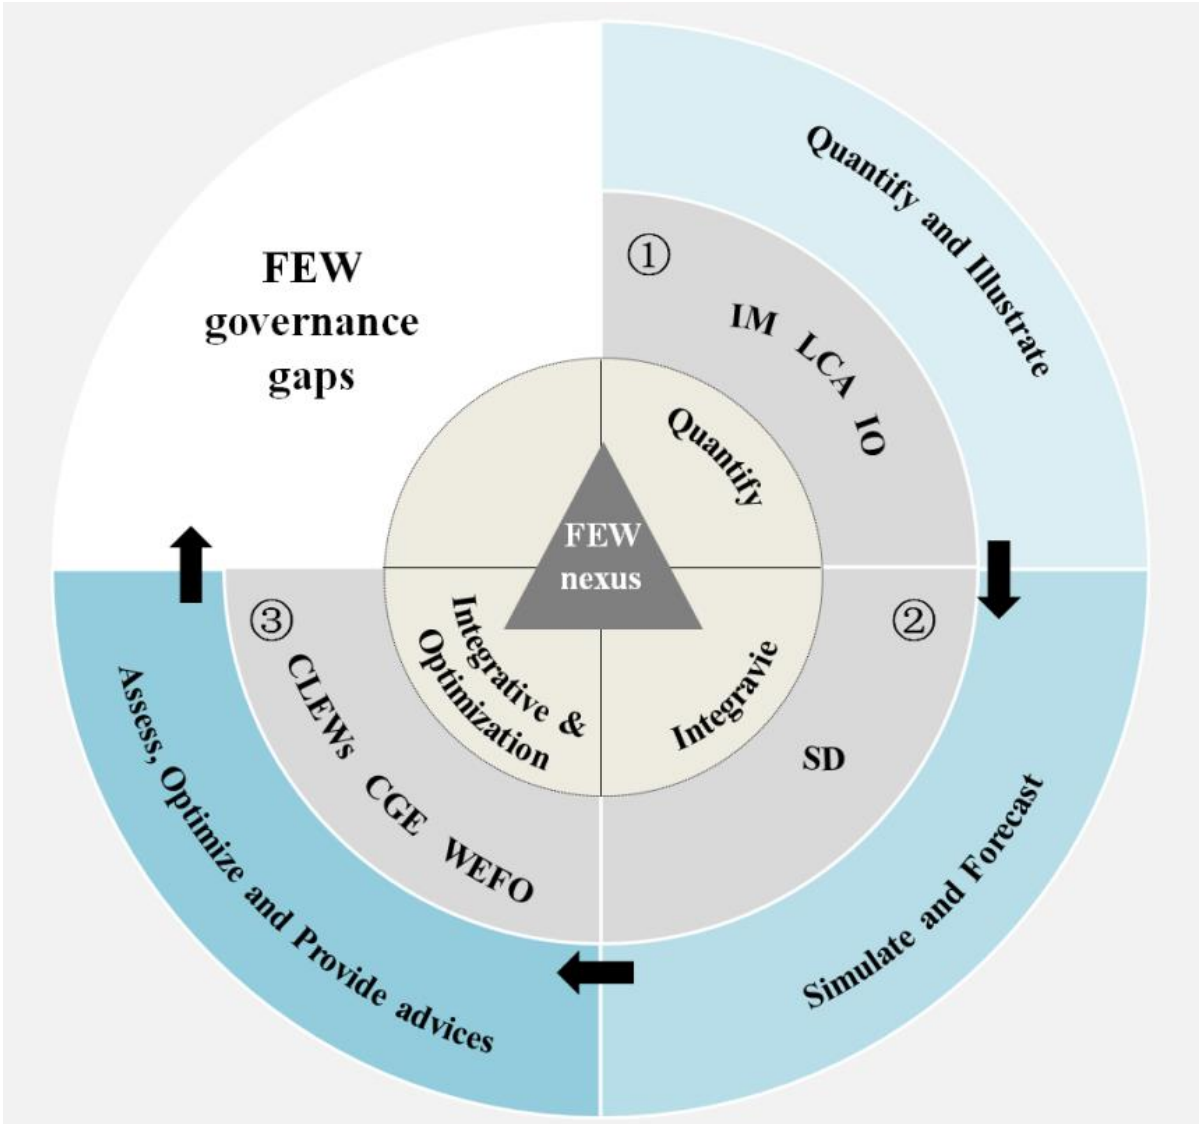 FEW
governance
gaps
Quantify and Illustrate
①
IM LCA IO
Quantify
FEW
nexus
②
SD
Integravie
Simulate and Forecast
③
CLEWs CGE WEFO
Integrative &
Optimization
Assess, Optimize and Provide advices